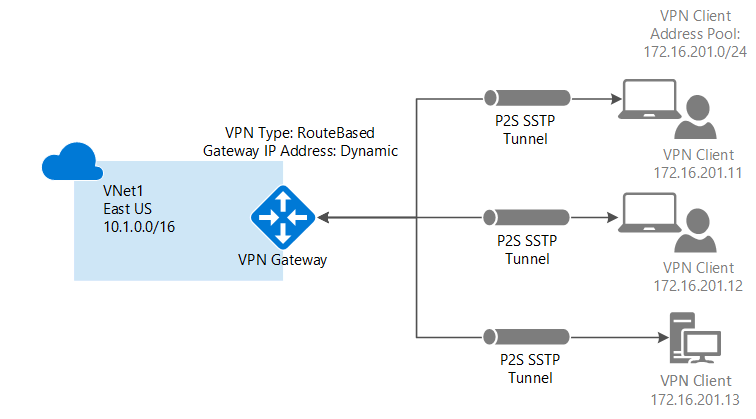 VPN Client
Address Pool:
172.16.201.0/24
P2S SSTP
Tunnel
VPN Client
172.16.201.11
VPN Type: RouteBased
Gateway IP Address: Dynamic
VNet1
East US
10.1.0.0/16
VPN Gateway
P2S SSTP
Tunnel
VPN Client
172.16.201.12
P2S SSTP
Tunnel
VPN Client
172.16.201.13